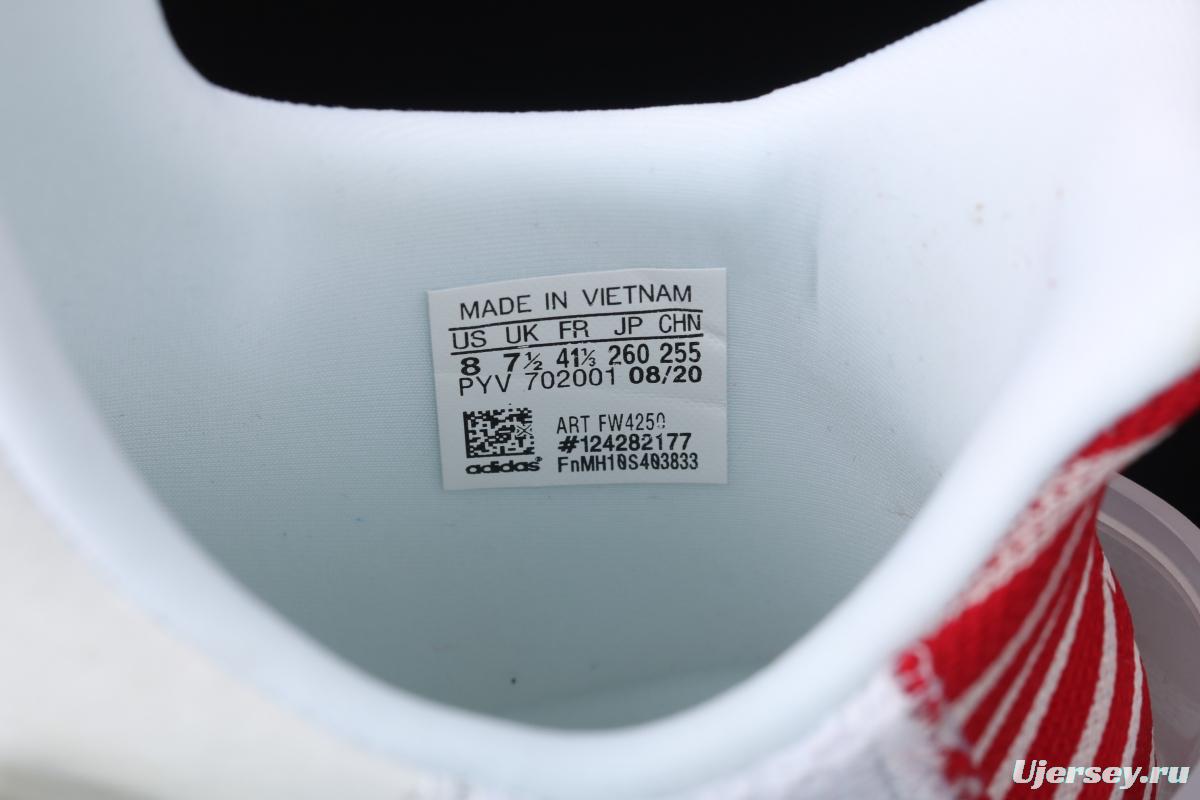 MADE IN VIETNAM
US UK FR JP CHN
8 7½ 41⅓ 260 255
PYV 702001 08/20
ART FW4250
#124282177
adidas® FnMH10S403833
Ujersey.ru